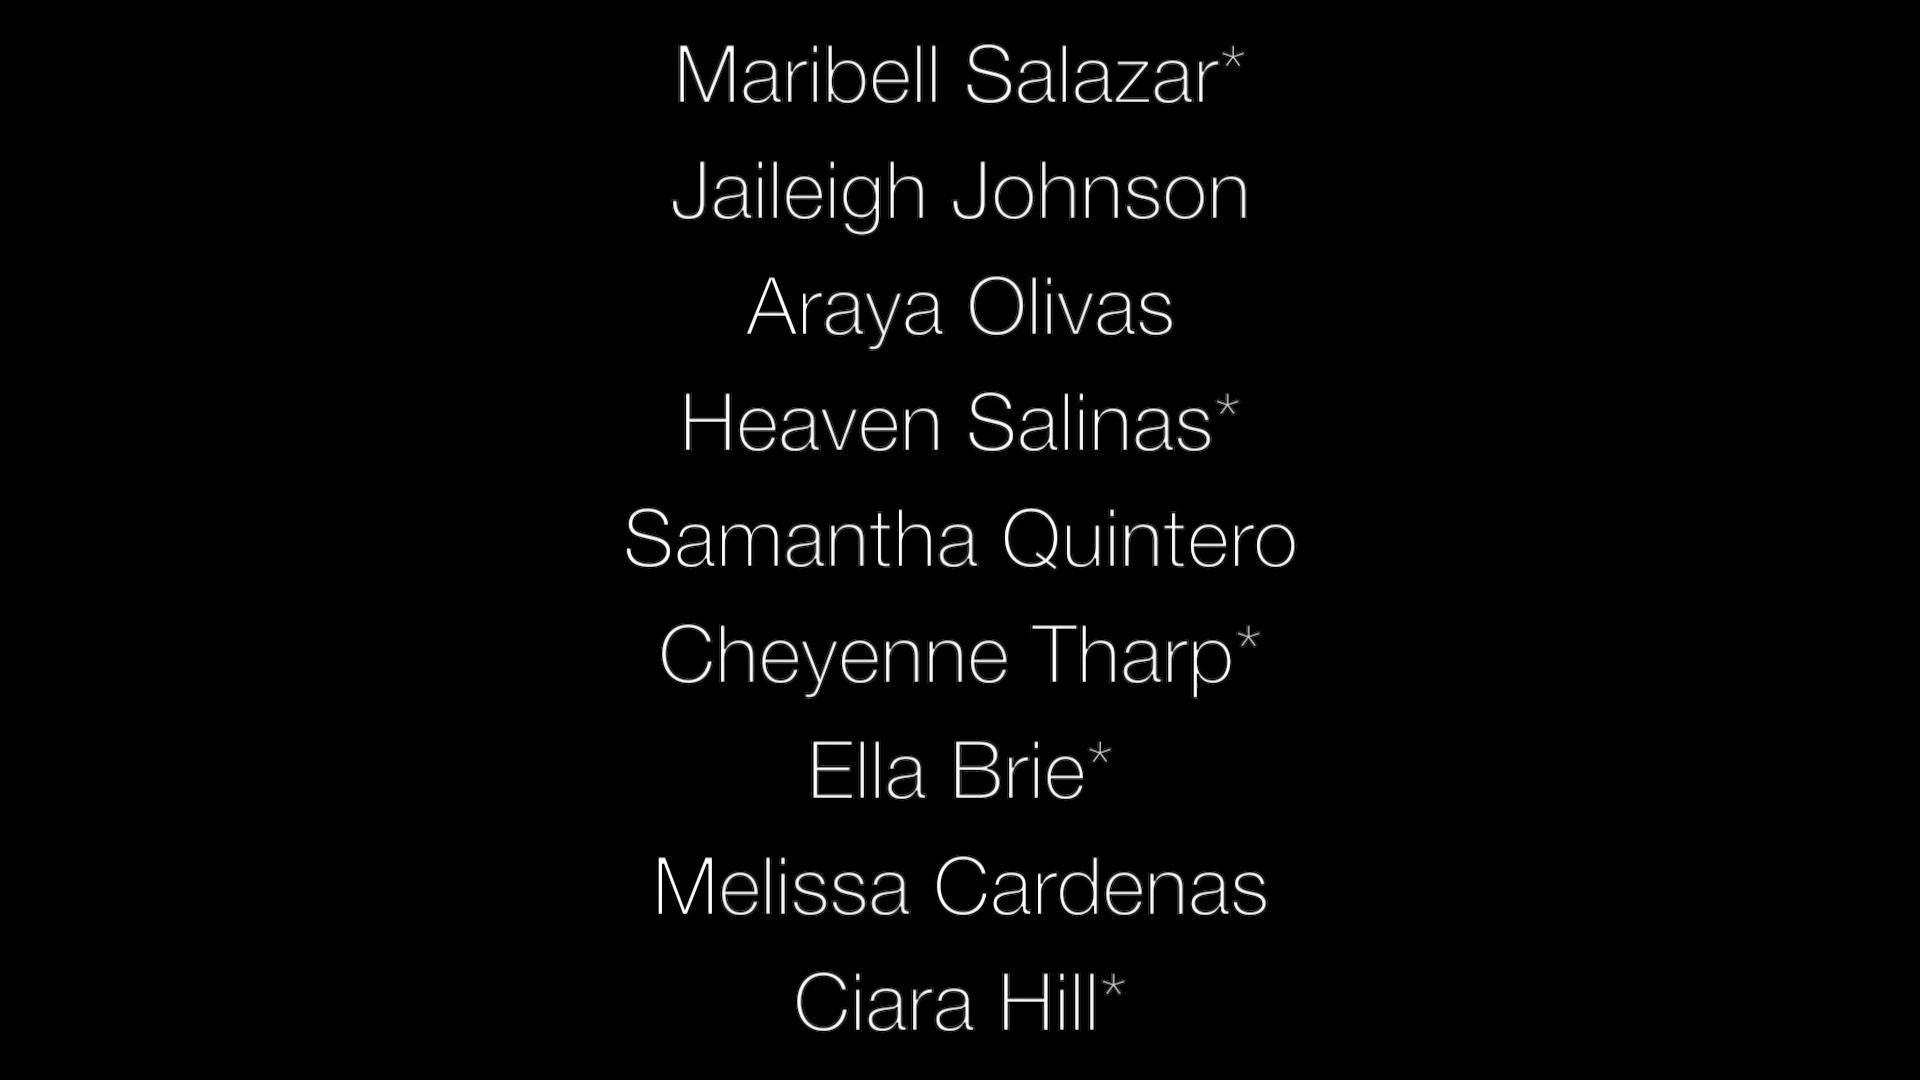 Maribell Salazar*
Jaileigh Johnson
Araya Olivas
Heaven Salinas*
Samantha Quintero
Cheyenne Tharp*
Ella Brie*
Melissa Cardenas
Ciara Hill*